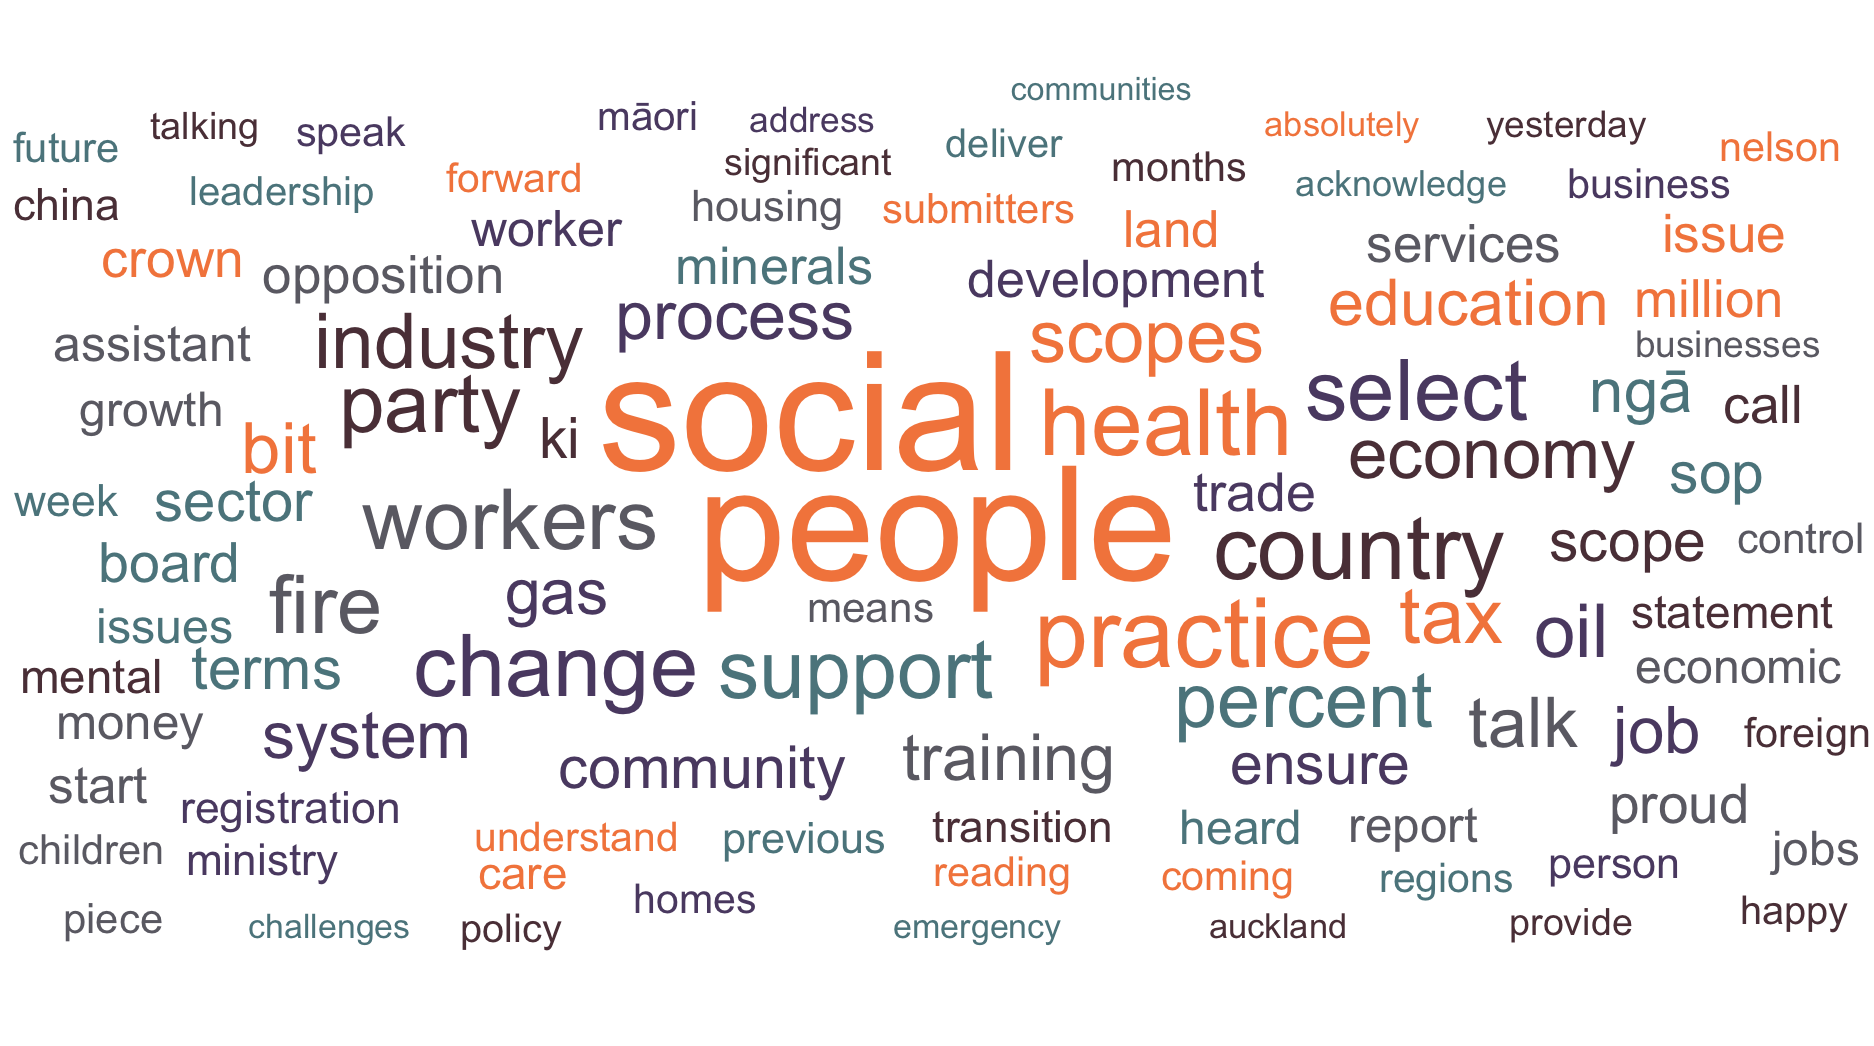 communities
māori
address
absolutely
yesterday
talking
speak
future
deliver
nelson
significant
months
forward
leadership
acknowledge
business
china
housing
submitters
worker
land
issue
services
crown
opposition
minerals
development
education
million
process
scopes
businesses
assistant
industry
growth
party
ki
social
health
select
ngā
call
bit
economy
sop
week
sector
workers
people
trade
country
scope
control
board
fire
gas
means
practice
tax
oil
statement
issues
terms
mental
change
support
economic
percent
money
system
talk
job
foreign
community
training
ensure
start
registration
proud
children
ministry
understand
previous
transition
heard
report
jobs
care
reading
coming
regions
person
homes
piece
challenges
policy
emergency
auckland
provide
happy